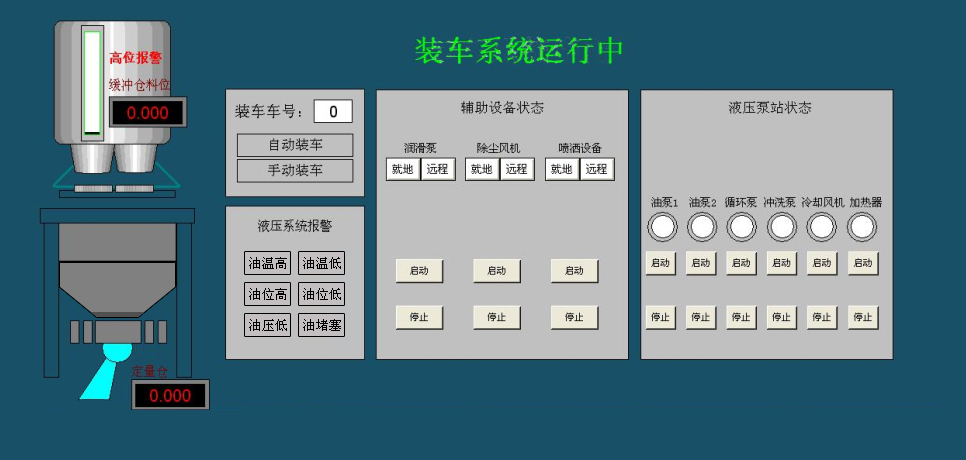 装车系统运行中
高位报警
缓冲仓料位
0.000
装车车号： 0
自动装车
手动装车
液压系统报警
油温高 油温低
油位高 油位低
油压低 油堵塞
辅助设备状态
润滑泵 除尘风机 喷洒设备
就地 远程 就地 远程 就地 远程
启动 启动 启动
停止 停止 停止
液压泵站状态
油泵1 油泵2 循环泵 冲洗泵 冷却风机 加热器
启动 启动 启动 启动 启动 启动
停止 停止 停止 停止 停止 停止
定量仓
0.000